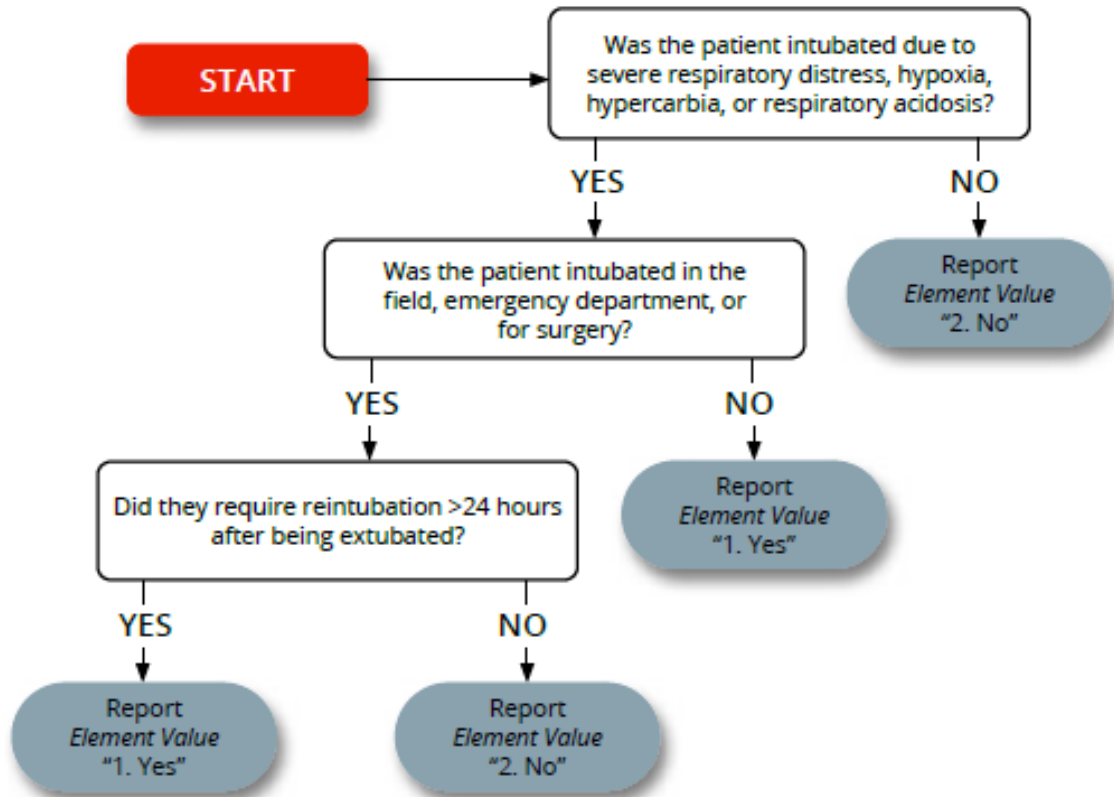 START
Was the patient intubated due to
severe respiratory distress, hypoxia,
hypercarbia, or respiratory acidosis?
YES
NO
Was the patient intubated in the
field, emergency department, or
for surgery?
Report
Element Value
“2. No”
YES
NO
Did they require reintubation >24 hours
after being extubated?
Report
Element Value
“1. Yes”
YES
NO
Report
Element Value
“1. Yes”
Report
Element Value
“2. No”